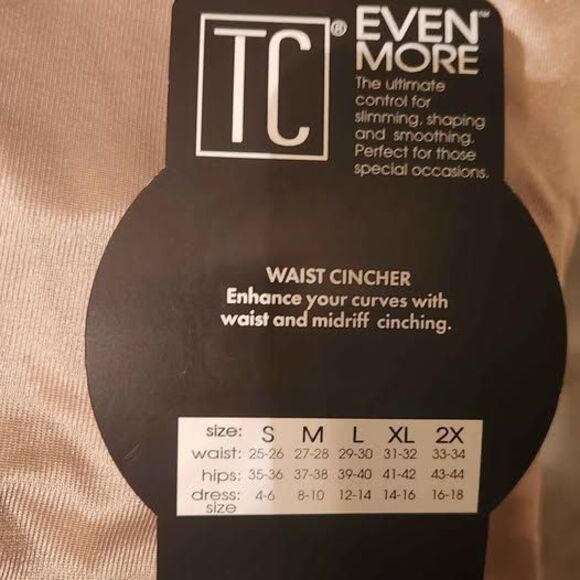 TC® EVEN™
MORE
The ultimate
control for
slimming, shaping
and smoothing.
Perfect for those
special occasions.
WAIST CINCHER
Enhance your curves with
waist and midriff cinching.
size: S M L XL 2X
waist: 25-26 27-28 29-30 31-32 33-34
hips: 35-36 37-38 39-40 41-42 43-44
dress: 4-6 8-10 12-14 14-16 16-18
size